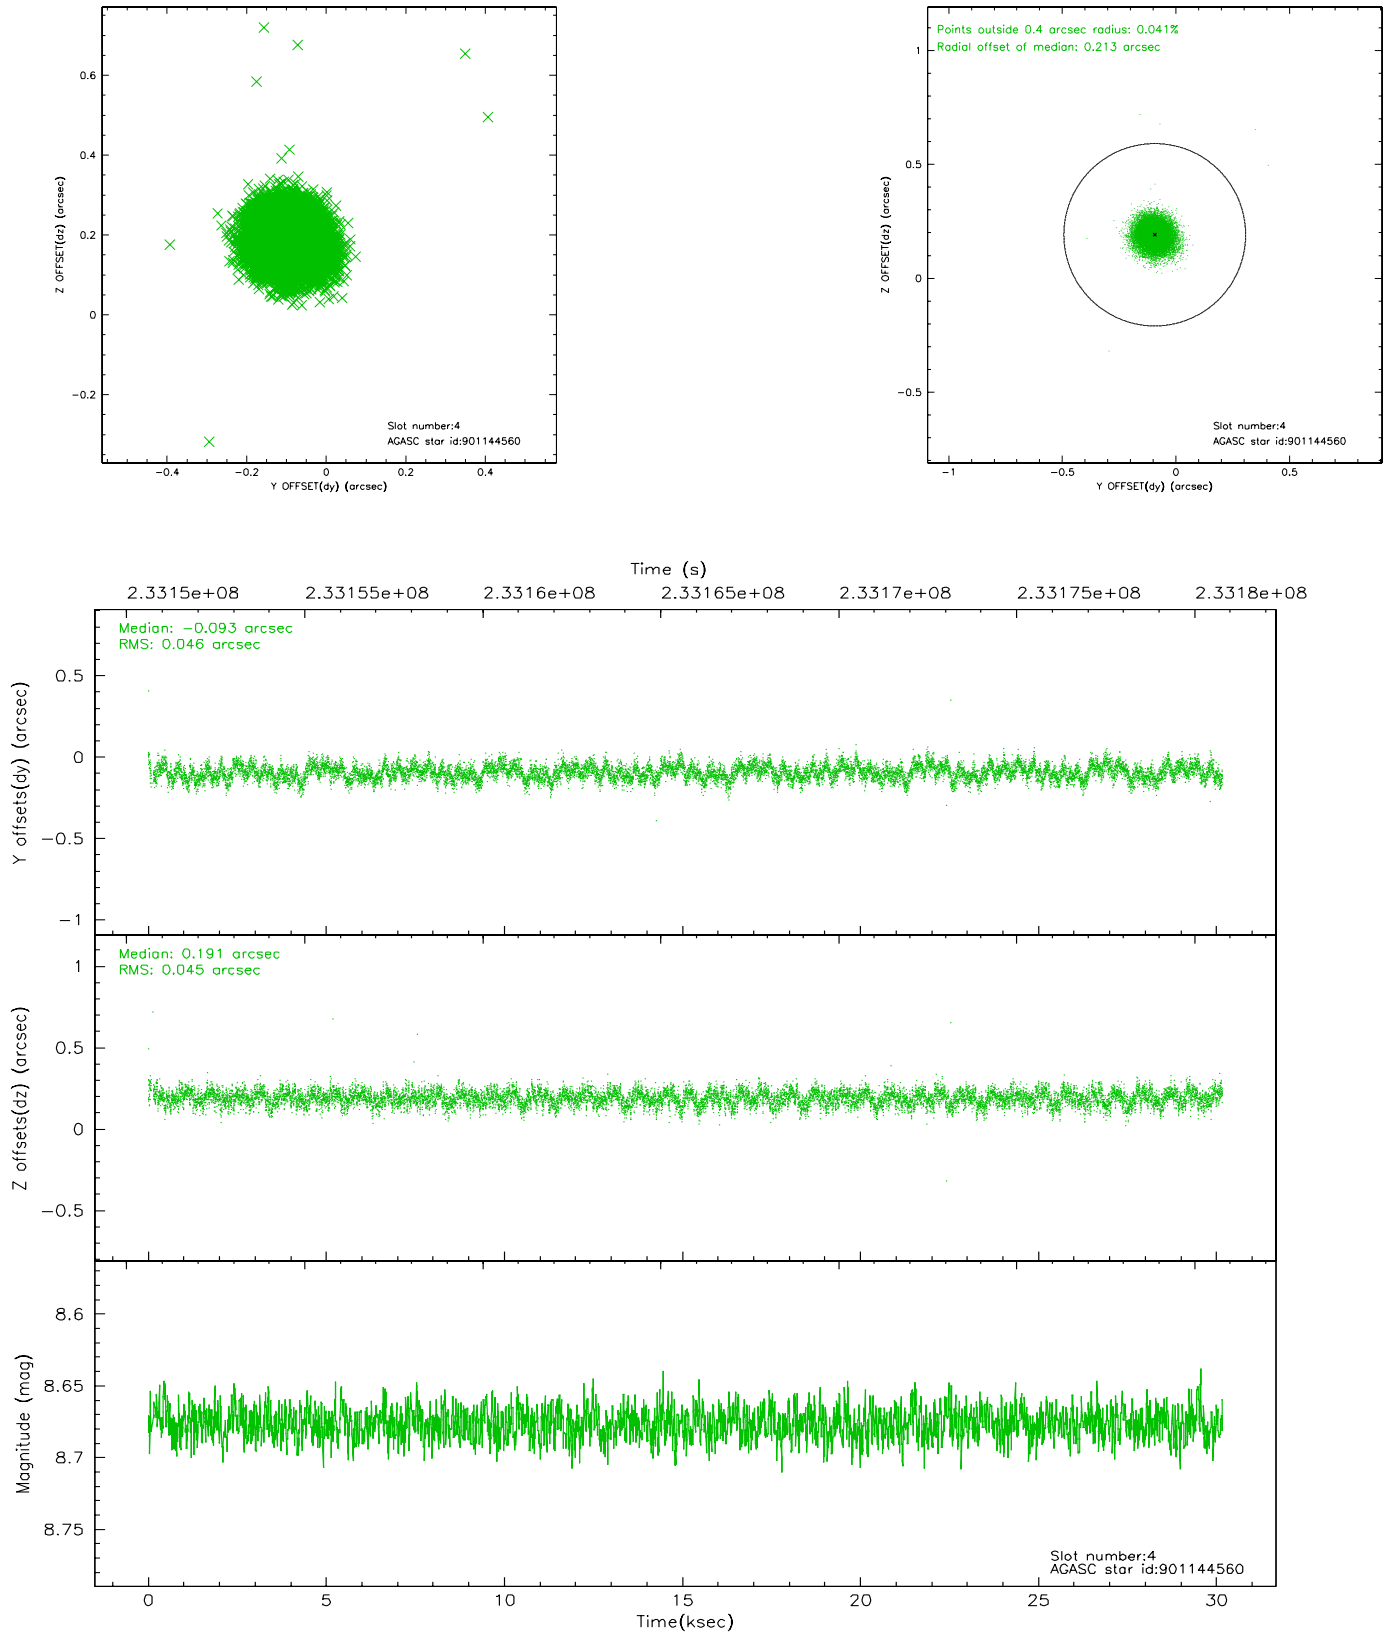 0.6
0.4
0.2
0
−0.2
Z OFFSET(dz) (arcsec)
Slot number:4
AGASC star id:901144560
−0.4 −0.2 0 0.2 0.4
Y OFFSET(dy) (arcsec)
Points outside 0.4 arcsec radius: 0.041%
Radial offset of median: 0.213 arcsec
1
0.5
0
−0.5
Z OFFSET(dz) (arcsec)
Slot number:4
AGASC star id:901144560
−1 −0.5 0 0.5
Y OFFSET(dy) (arcsec)
Time (s)
2.3315e+08 2.33155e+08 2.3316e+08 2.33165e+08 2.3317e+08 2.33175e+08 2.3318e+08
Median: −0.093 arcsec
RMS: 0.046 arcsec
0.5
0
−0.5
−1
Y offsets(dy) (arcsec)
Median: 0.191 arcsec
RMS: 0.045 arcsec
1
0.5
0
−0.5
Z offsets(dz) (arcsec)
8.6
8.65
8.7
8.75
Magnitude (mag)
Slot number:4
AGASC star id:901144560
0 5 10 15 20 25 30
Time(ksec)